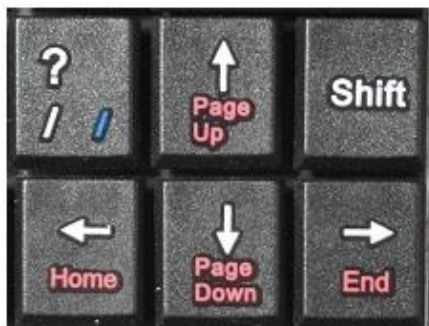 ? ↑ Page Up Shift
/ /
← Home ↓ Page Down → End